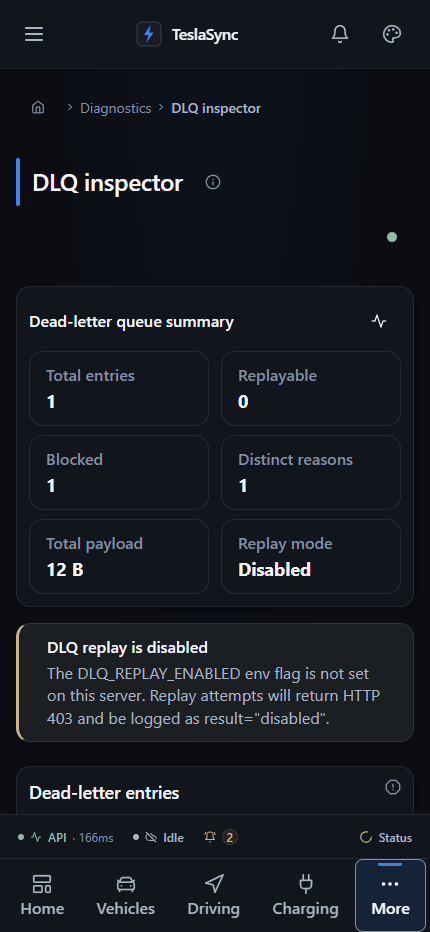 TeslaSync
Diagnostics
DLQ inspector
DLQ inspector
Dead-letter queue summary
Total entries
1
Replayable
0
Blocked
1
Distinct reasons
1
Total payload
12 B
Replay mode
Disabled
DLQ replay is disabled
The DLQ_REPLAY_ENABLED env flag is not set
on this server. Replay attempts will return HTTP
403 and be logged as result="disabled".
Dead-letter entries
API · 166ms
Idle
2
Status
Home
Vehicles
Driving
Charging
More